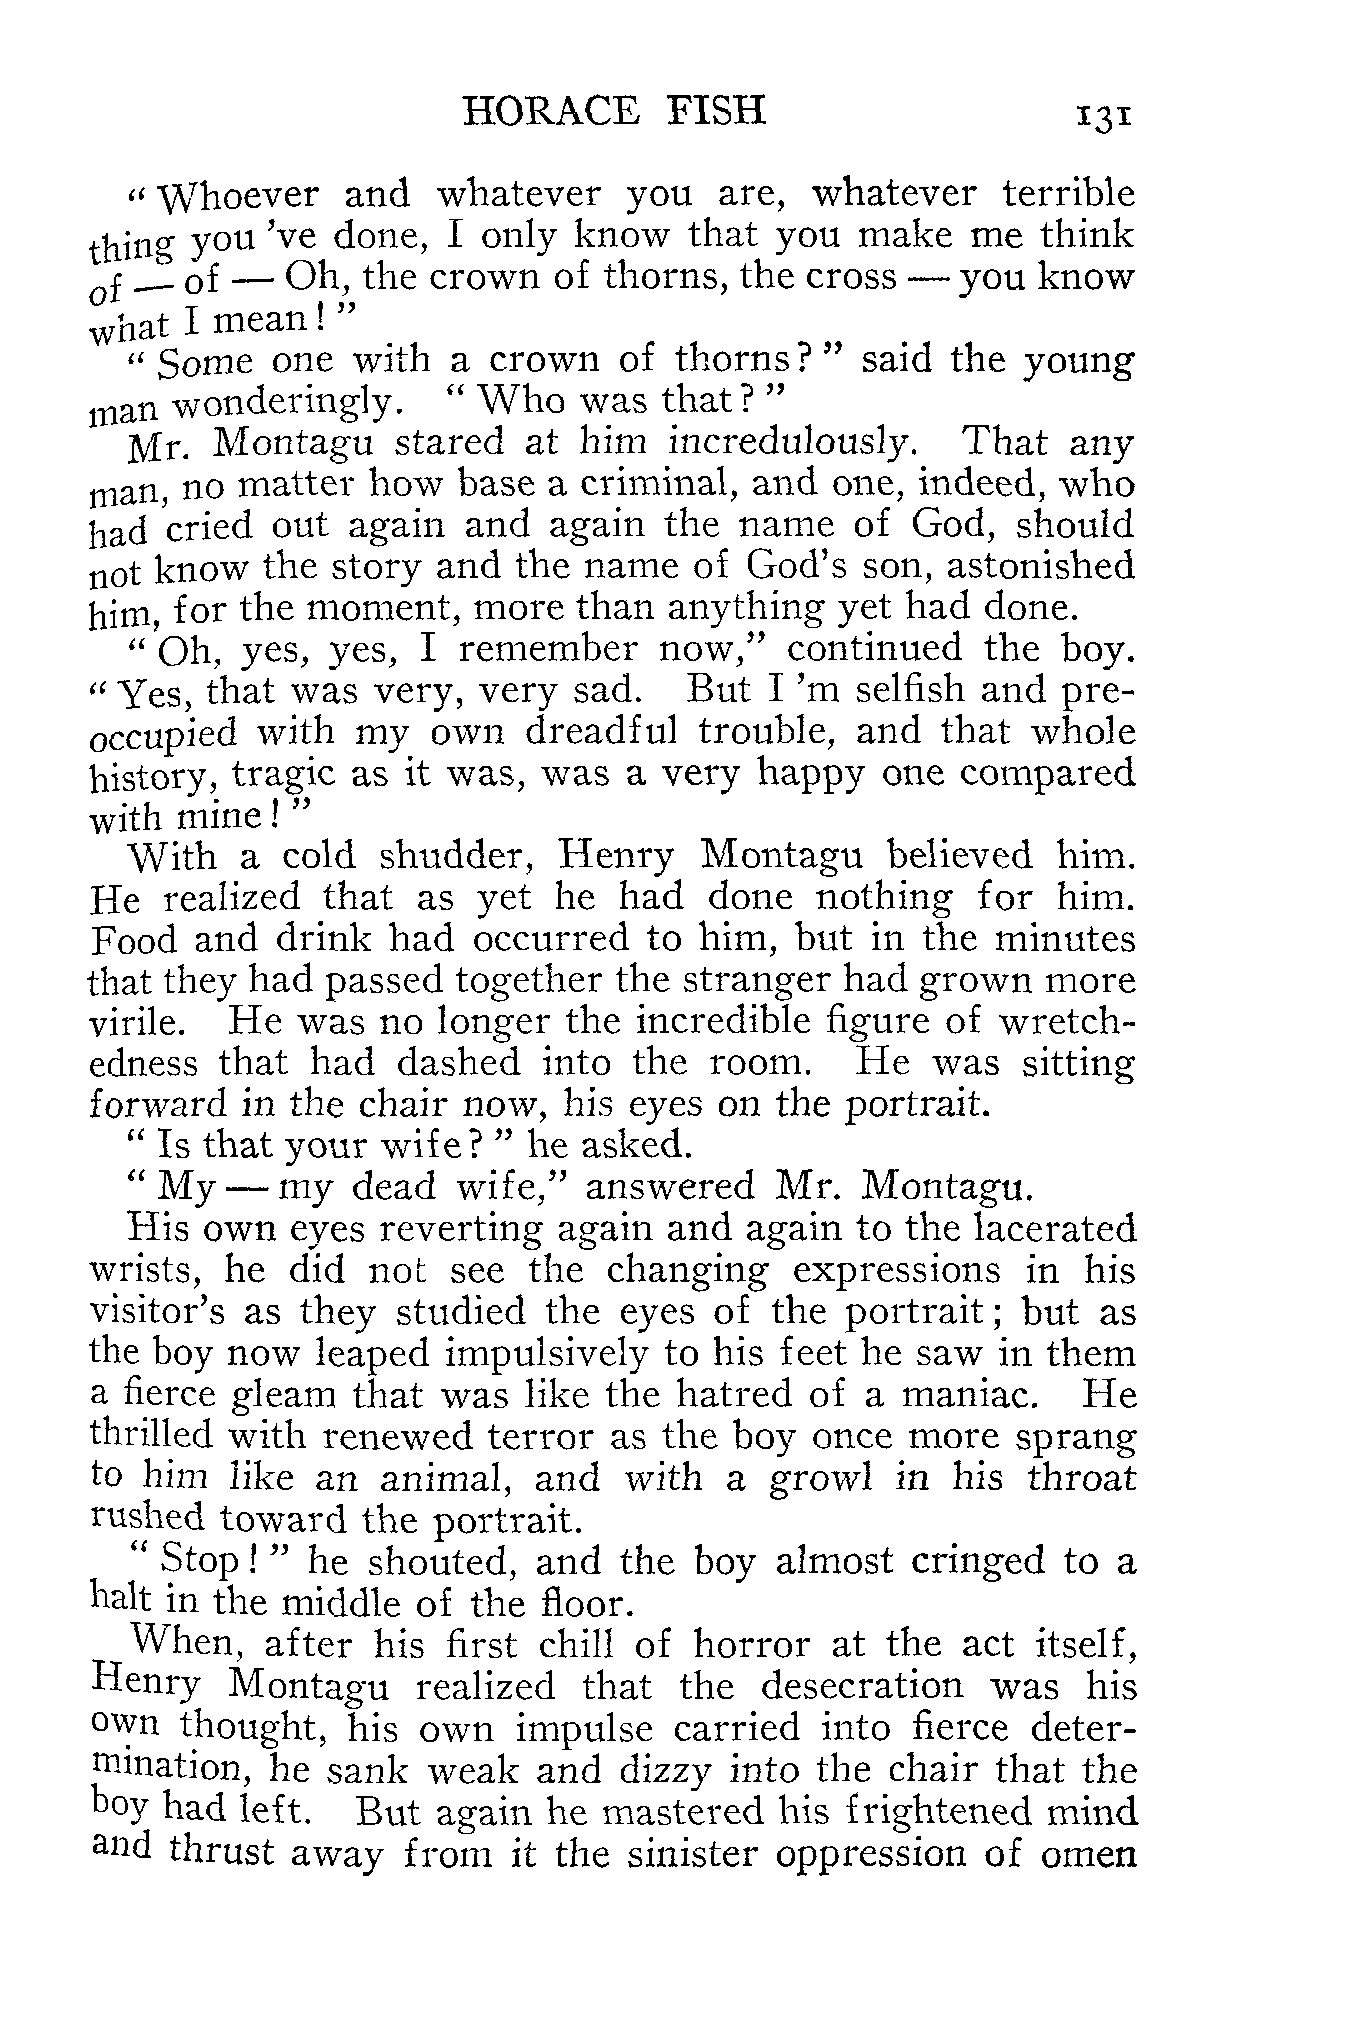 HORACE FISH 131
“ Whoever and whatever you are, whatever terrible
thing you ’ve done, I only know that you make me think
of — of — Oh, the crown of thorns, the cross — you know
what I mean ! ”
“ Some one with a crown of thorns? ” said the young
man wonderingly. “ Who was that? ”
Mr. Montagu stared at him incredulously. That any
man, no matter how base a criminal, and one, indeed, who
had cried out again and again the name of God, should
not know the story and the name of God’s son, astonished
him, for the moment, more than anything yet had done.
“ Oh, yes, yes, I remember now,” continued the boy.
“ Yes, that was very, very sad. But I ’m selfish and pre-
occupied with my own dreadful trouble, and that whole
history, tragic as it was, was a very happy one compared
with mine ! ”
With a cold shudder, Henry Montagu believed him.
He realized that as yet he had done nothing for him.
Food and drink had occurred to him, but in the minutes
that they had passed together the stranger had grown more
virile. He was no longer the incredible figure of wretch-
edness that had dashed into the room. He was sitting
forward in the chair now, his eyes on the portrait.
“ Is that your wife? ” he asked.
“ My — my dead wife,” answered Mr. Montagu.
His own eyes reverting again and again to the lacerated
wrists, he did not see the changing expressions in his
visitor’s as they studied the eyes of the portrait ; but as
the boy now leaped impulsively to his feet he saw in them
a fierce gleam that was like the hatred of a maniac. He
thrilled with renewed terror as the boy once more sprang
to him like an animal, and with a growl in his throat
rushed toward the portrait.
“ Stop ! ” he shouted, and the boy almost cringed to a
halt in the middle of the floor.
When, after his first chill of horror at the act itself,
Henry Montagu realized that the desecration was his
own thought, his own impulse carried into fierce deter-
mination, he sank weak and dizzy into the chair that the
boy had left. But again he mastered his frightened mind
and thrust away from it the sinister oppression of omen